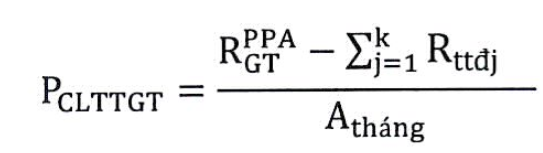 P_CLTTGT = (R_GT^PPA − ∑_{j=1}^{k} R_ttđj) / A_tháng